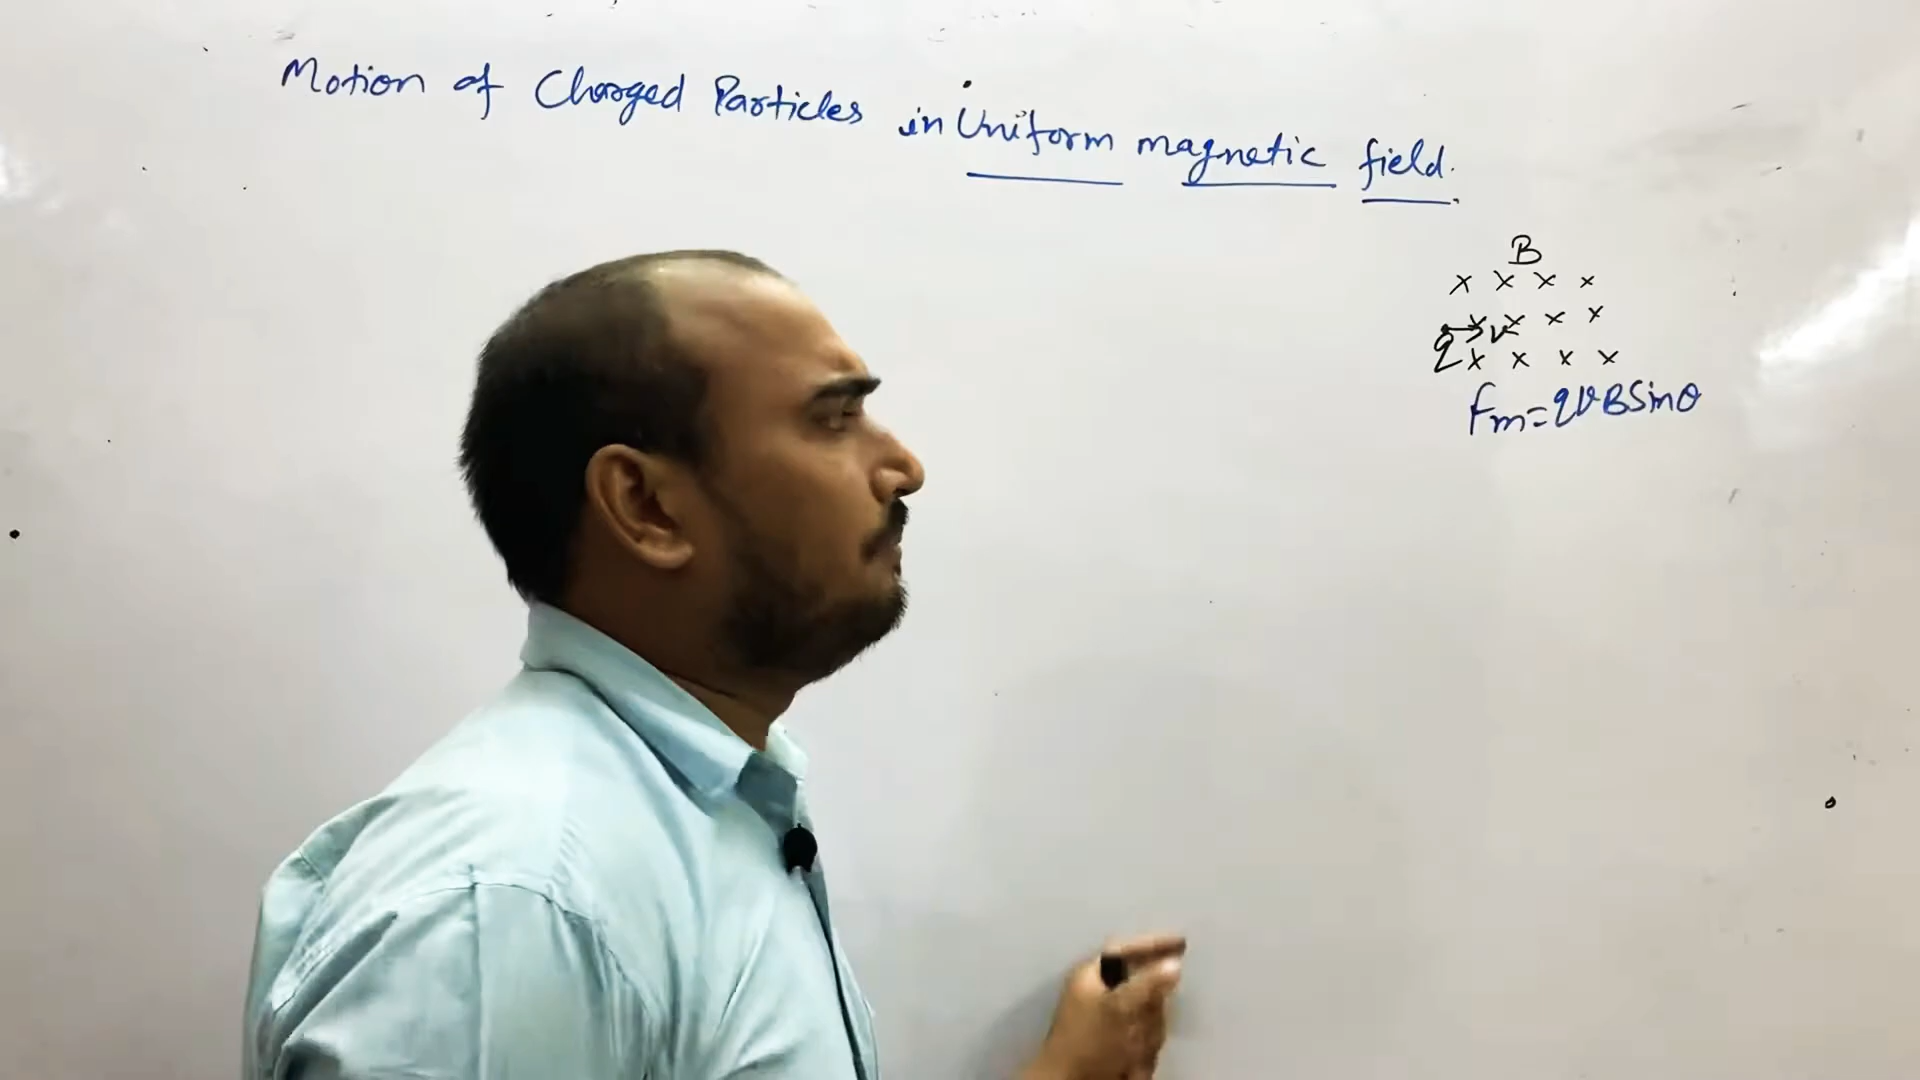 Motion of Charged Particles in Uniform magnetic field.
B
x x x x
x v x x x
q x x x x
Fm=qvBSinθ